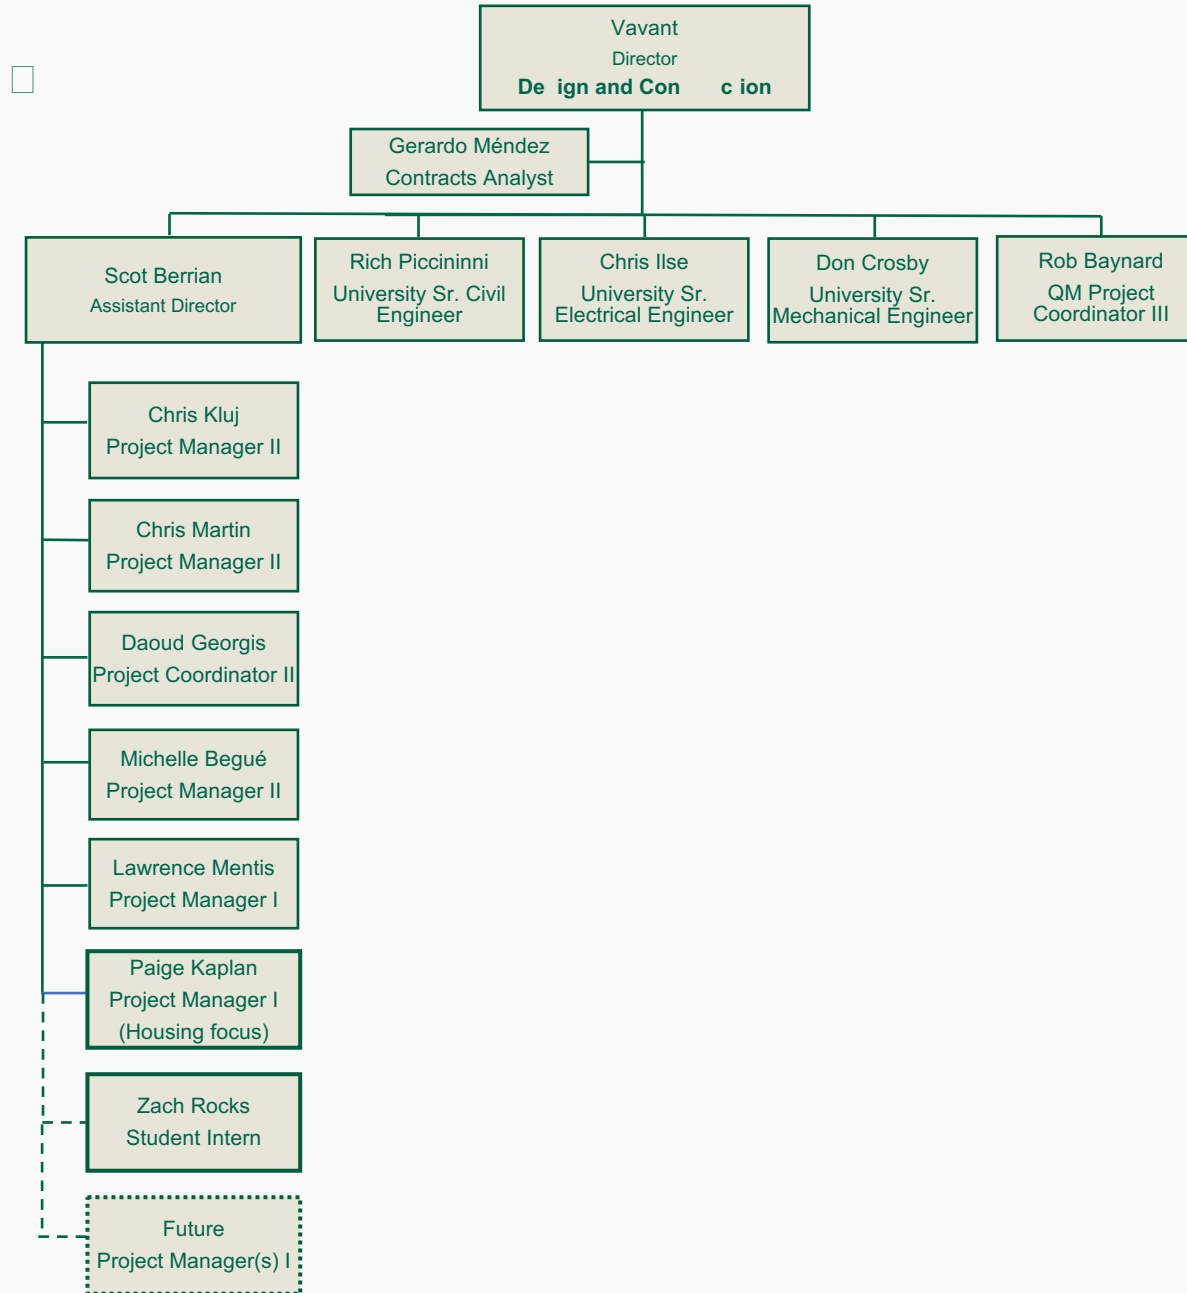 Vavant
Director
De ign and Con c ion
Gerardo Méndez
Contracts Analyst
Scot Berrian
Assistant Director
Rich Piccininni
University Sr. Civil
Engineer
Chris Ilse
University Sr.
Electrical Engineer
Don Crosby
University Sr.
Mechanical Engineer
Rob Baynard
QM Project
Coordinator III
Chris Kluj
Project Manager II
Chris Martin
Project Manager II
Daoud Georgis
Project Coordinator II
Michelle Begué
Project Manager II
Lawrence Mentis
Project Manager I
Paige Kaplan
Project Manager I
(Housing focus)
Zach Rocks
Student Intern
Future
Project Manager(s) I